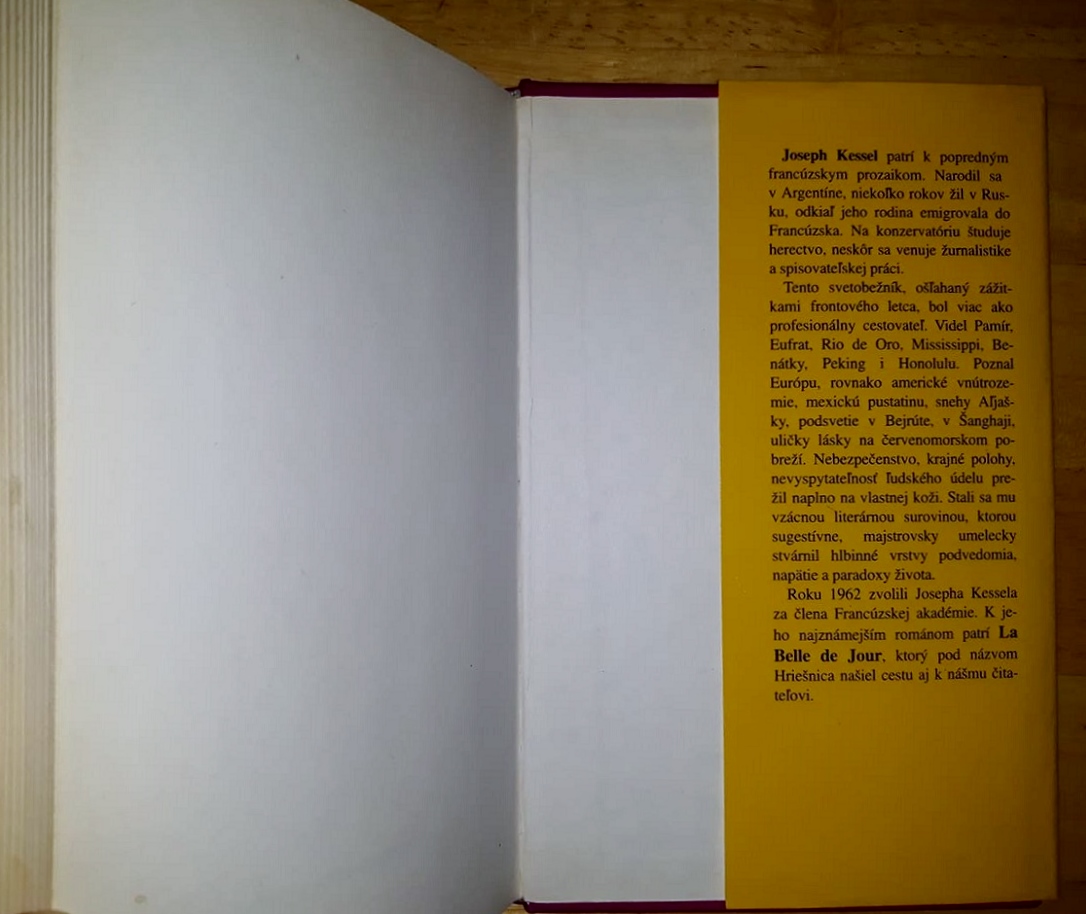 Joseph Kessel patrí k popredným
francúzskym prozaikom. Narodil sa
v Argentíne, niekoľko rokov žil v Rus-
ku, odkiaľ jeho rodina emigrovala do
Francúzska. Na konzervatóriu študuje
herectvo, neskôr sa venuje žurnalistike
a spisovateľskej práci.
Tento svetobežník, ošľahaný zážit-
kami frontového letca, bol viac ako
profesionálny cestovateľ. Videl Pamír,
Eufrat, Rio de Oro, Mississippi, Be-
nátky, Peking i Honolulu. Poznal
Európu, rovnako americké vnútroze-
mie, mexickú pustatinu, snehy Aľjaš-
ky, podsvetie v Bejrúte, v Šanghaji,
uličky lásky na červenomorskom po-
breží. Nebezpečenstvo, krajné polohy,
nevyspytateľnosť ľudského údelu pre-
žil naplno na vlastnej koži. Stali sa mu
vzácnou literárnou surovinou, ktorou
sugestívne, majstrovsky umelecky
stvárnil hlbinné vrstvy podvedomia,
napätie a paradoxy života.
Roku 1962 zvolili Josepha Kessela
za člena Francúzskej akadémie. K je-
ho najznámejším románom patrí La
Belle de Jour, ktorý pod názvom
Hriešnica našiel cestu aj k nášmu čita-
teľovi.